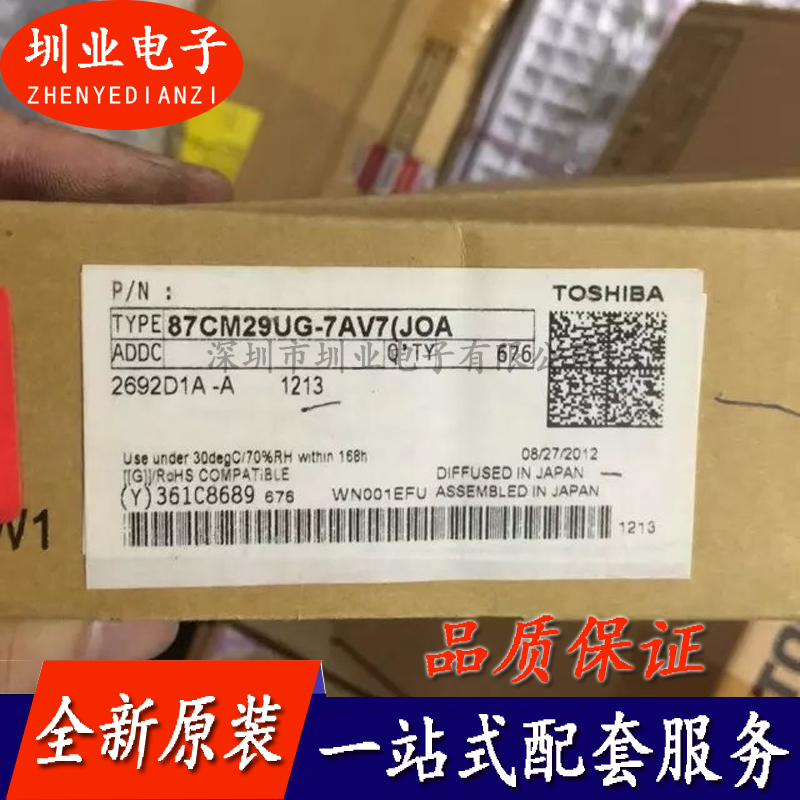 圳业电子
ZHENYEDIANZI
P/N :
TOSHIBA
TYPE 87CM29UG-7AV7(JOA
ADDC Q'TY 676
深圳市圳业电子有限公
2692D1A -A 1213
Use under 30degC/70%RH within 168h
08/27/2012
[[G]]/RoHS COMPATiBLE
DIFFUSED IN JAPAN
(Y)361C8689 676 WN001EFU ASSEMBLED IN JAPAN
1213
V1
品质保证
TO
全新原装
一站式配套服务